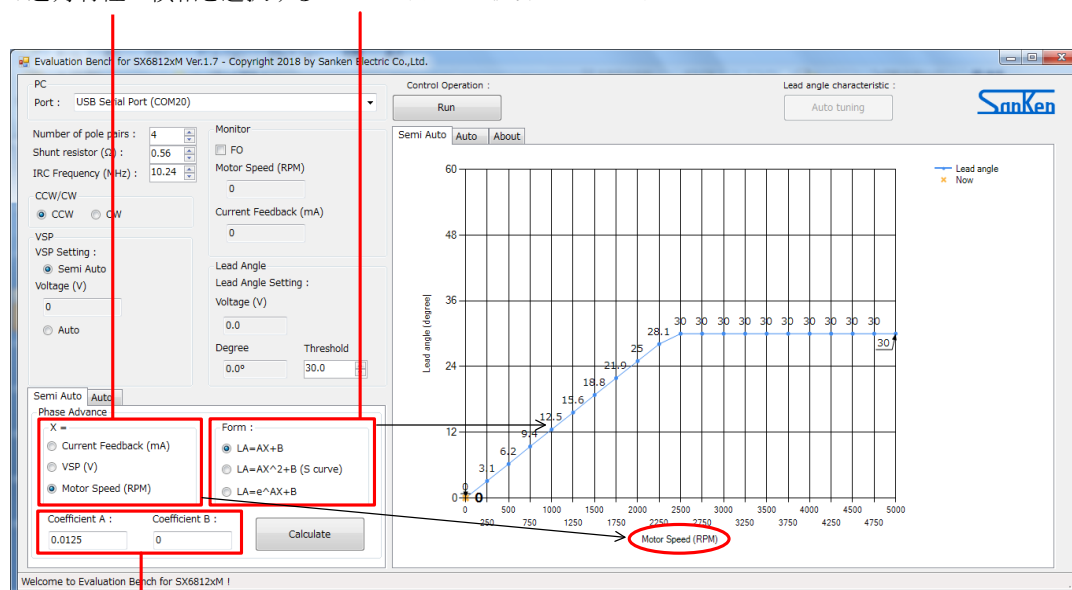 Evaluation Bench for SX6812xM Ver.1.7 - Copyright 2018 by Sanken Electric Co.,Ltd.
PC
Port :
USB Serial Port (COM20)
Control Operation :
Run
Lead angle characteristic :
Auto tuning
SanKen
Number of pole pairs :
4
Shunt resistor (Ω) :
0.56
IRC Frequency (MHz) :
10.24
CCW/CW
CCW
CW
VSP
VSP Setting :
Semi Auto
Voltage (V)
0
Auto
Monitor
FO
Motor Speed (RPM)
0
Current Feedback (mA)
0
Lead Angle
Lead Angle Setting :
Voltage (V)
0.0
Degree
Threshold
0.0°
30.0
Semi Auto
Auto
Phase Advance
X =
Current Feedback (mA)
VSP (V)
Motor Speed (RPM)
Form :
LA=AX+B
LA=AX^2+B (S curve)
LA=e^AX+B
Coefficient A :
Coefficient B :
0.0125
0
Calculate
Semi Auto
Auto
About
Lead angle
Now
60
48
36
24
12
0
Lead angle (degree)
0
0
3.1
6.2
9.4
12.5
15.6
18.8
21.9
25
28.1
30 30 30 30 30 30 30 30 30 30
30
0 500 1000 1500 2000 2500 3000 3500 4000 4500 5000
250 750 1250 1750 2250 2750 3250 3750 4250 4750
Motor Speed (RPM)
Welcome to Evaluation Bench for SX6812xM !